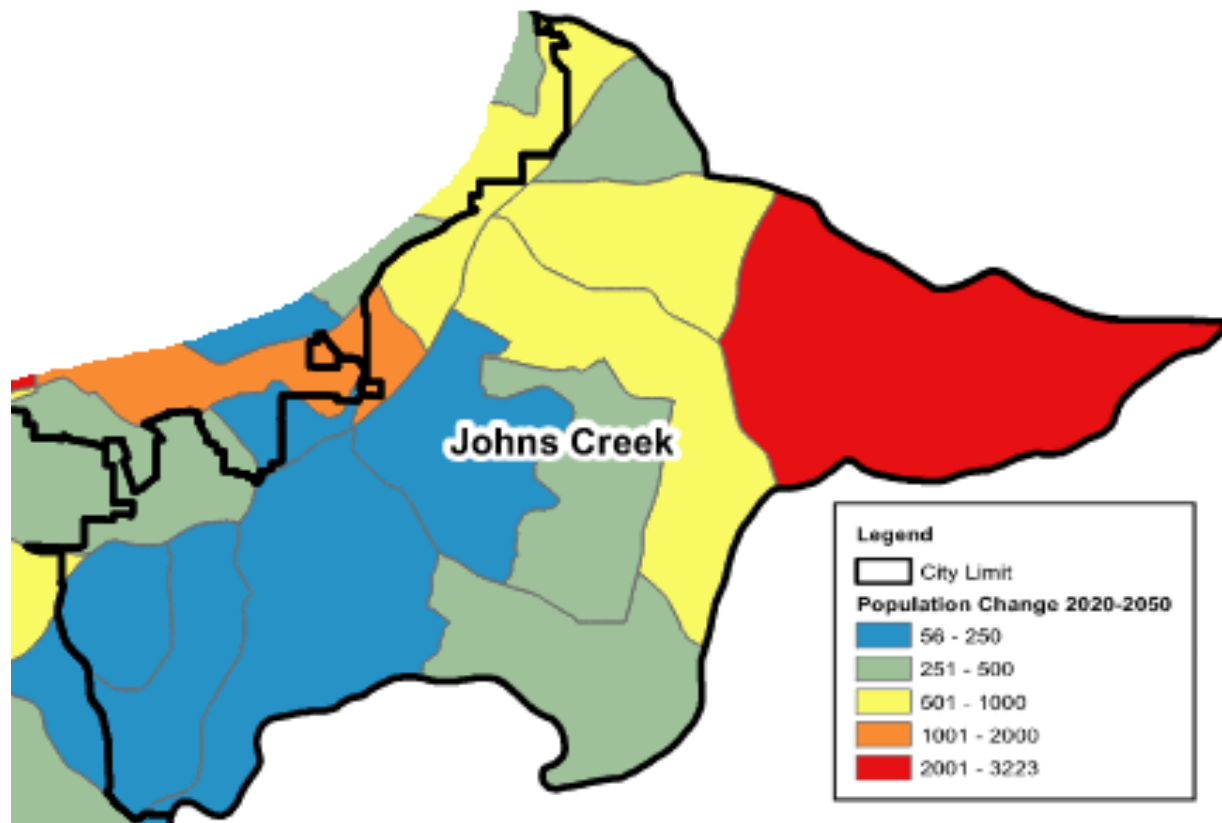 Johns Creek
Legend
City Limit
Population Change 2020-2050
56 - 250
251 - 500
501 - 1000
1001 - 2000
2001 - 3223